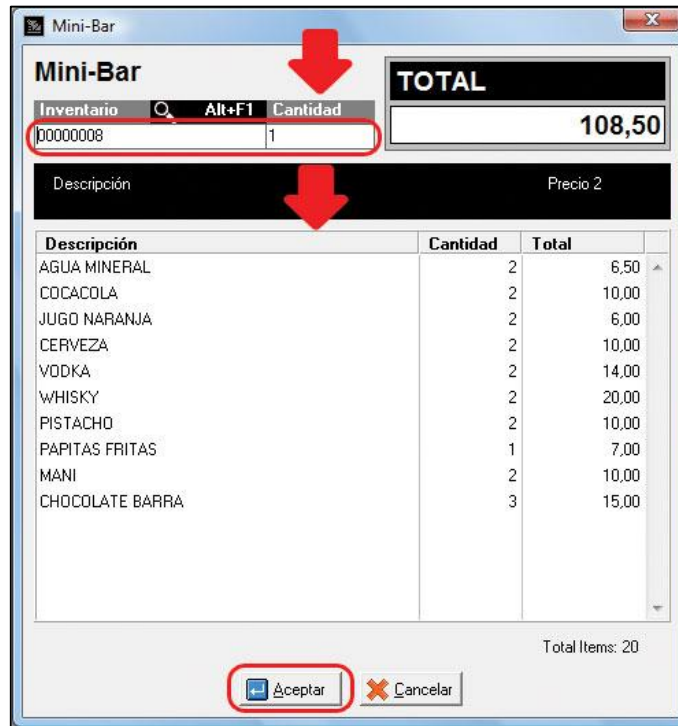 Mini-Bar
Mini-Bar
TOTAL
Inventario Alt+F1 Cantidad
108,50
00000008 1
Descripción Precio 2
Descripción Cantidad Total
AGUA MINERAL 2 6,50
COCACOLA 2 10,00
JUGO NARANJA 2 6,00
CERVEZA 2 10,00
VODKA 2 14,00
WHISKY 2 20,00
PISTACHO 2 10,00
PAPITAS FRITAS 1 7,00
MANI 2 10,00
CHOCOLATE BARRA 3 15,00
Total Items: 20
Aceptar Cancelar